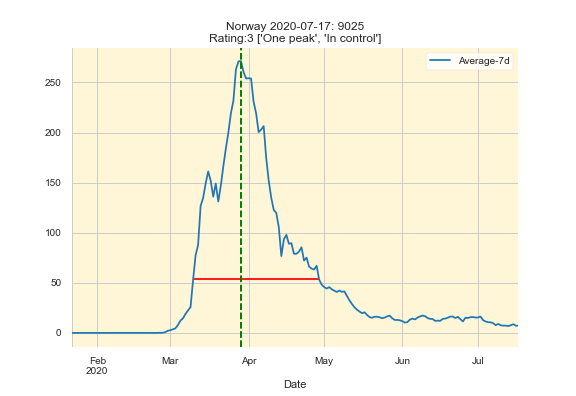 Norway 2020-07-17: 9025
Rating:3 ['One peak', 'In control']
Average-7d
250
200
150
100
50
0
Feb Mar Apr May Jun Jul
2020
Date